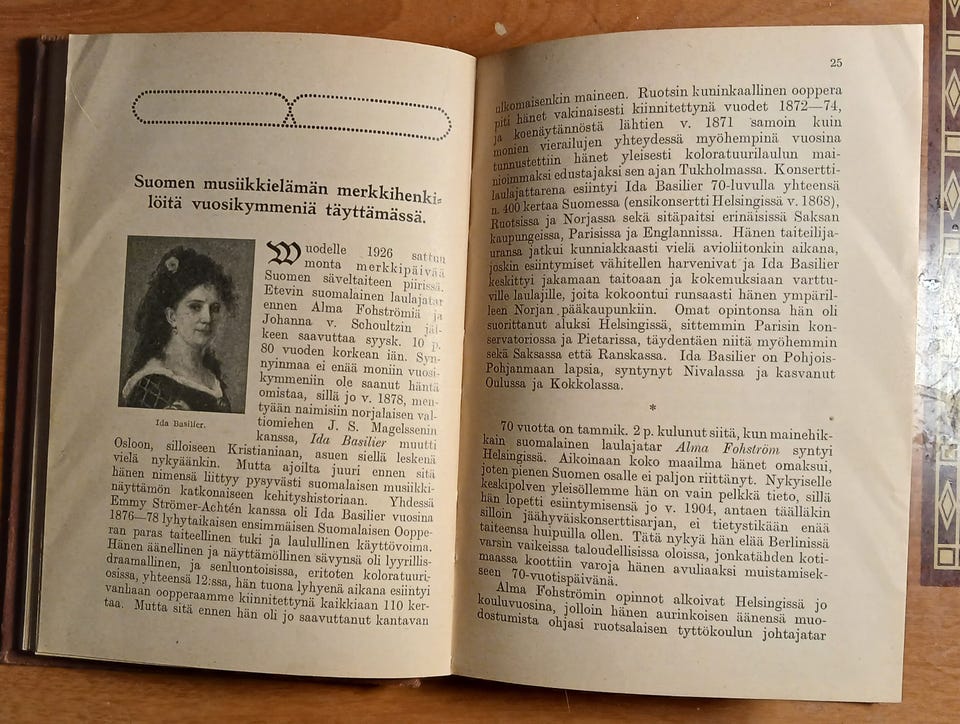 Suomen musiikkielämän merkkihenki-
löitä vuosikymmeniä täyttämässä.
Wuodelle 1926 sattuu
monta merkkipäivää
Suomen säveltaiteen piirissä.
Etevin suomalainen laulajatar
ennen Alma Fohströmiä ja
Johanna v. Schoultzin jäl-
keen saavuttaa syysk. 10 p.
80 vuoden korkean iän. Syn-
nyinmaa ei enää moniin vuosi-
kymmeniin ole saanut häntä
omistaa, sillä jo v. 1878, men-
tyään naimisiin norjalaisen val-
tiomiehen J. S. Magelssenin
kanssa, Ida Basilier muutti
Ida Basilier.
Osloon, silloiseen Kristianiaan, asuen siellä leskenä
vielä nykyäänkin. Mutta ajoilta juuri ennen sitä
hänen nimensä liittyy pysyvästi suomalaisen musiikki-
näyttämön katkonaiseen kehityshistoriaan. Yhdessä
Emmy Strömer-Achtén kanssa oli Ida Basilier vuosina
1876—78 lyhytaikaisen ensimmäisen Suomalaisen Ooppe-
ran paras taiteellinen tuki ja laulullinen käyttövoima.
Hänen äänellinen ja näyttämöllinen sävynsä oli lyyrillis-
draamallinen, ja senluontoisissa, eritoten koloratuuri-
osissa, yhteensä 12:ssa, hän tuona lyhyenä aikana esiintyi
vanhaan oopperaamme kiinnitettynä kaikkiaan 110 ker-
taa. Mutta sitä ennen hän oli jo saavuttanut kantavan
25
ulkomaisenkin maineen. Ruotsin kuninkaallinen ooppera
piti hänet vakinaisesti kiinnitettynä vuodet 1872—74,
ja koenäytännöstä lähtien v. 1871 samoin kuin
monien vierailujen yhteydessä myöhempinä vuosina
tunnustettiin hänet yleisesti koloratuurilaulun mai-
nioimmaksi edustajaksi sen ajan Tukholmassa. Konsertti-
laulajattarena esiintyi Ida Basilier 70-luvulla yhteensä
n. 400 kertaa Suomessa (ensikonsertti Helsingissä v. 1868),
Ruotsissa ja Norjassa sekä sitäpaitsi erinäisissä Saksan
kaupungeissa, Parisissa ja Englannissa. Hänen taiteilija-
uransa jatkui kunniakkaasti vielä avioliitonkin aikana,
joskin esiintymiset vähitellen harvenivat ja Ida Basilier
keskittyi jakamaan taitoaan ja kokemuksiaan varttu-
ville laulajille, joita kokoontui runsaasti hänen ympäril-
leen Norjan pääkaupunkiin. Omat opintonsa hän oli
suorittanut aluksi Helsingissä, sittemmin Parisin kon-
servatoriossa ja Pietarissa, täydentäen niitä myöhemmin
sekä Saksassa että Ranskassa. Ida Basilier on Pohjois-
Pohjanmaan lapsia, syntynyt Nivalassa ja kasvanut
Oulussa ja Kokkolassa.
*
70 vuotta on tammik. 2 p. kulunut siitä, kun mainehik-
kain suomalainen laulajatar Alma Fohström syntyi
Helsingissä. Aikoinaan koko maailma hänet omaksui,
joten pienen Suomen osalle ei paljon riittänyt. Nykyiselle
keskipolven yleisöllemme hän on vain pelkkä tieto, sillä
hän lopetti esiintymisensä jo v. 1904, antaen täälläkin
silloin jäähyväiskonserttisarjan, ei tietystikään enää
taiteensa huipuilla ollen. Tätä nykyä hän elää Berlinissä
varsin vaikeissa taloudellisissa oloissa, jonkatähden koti-
maassa koottiin varoja hänen avuliaaksi muistamisek-
seen 70-vuotispäivänä.
Alma Fohströmin opinnot alkoivat Helsingissä jo
kouluvuosina, jolloin hänen aurinkoisen äänensä muo-
dostumista ohjasi ruotsalaisen tyttökoulun johtajatar